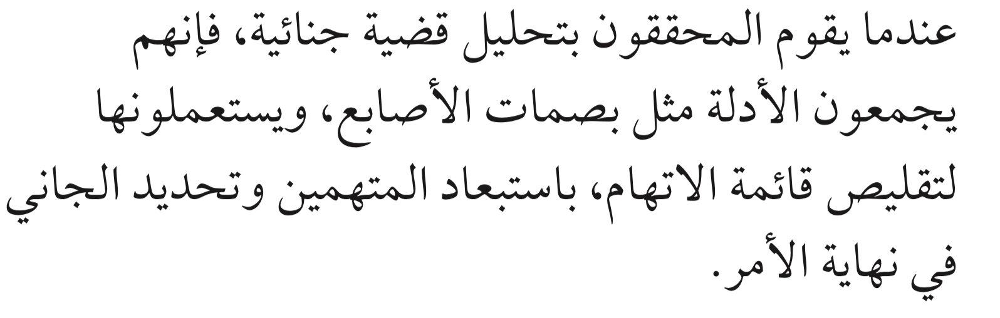 عندما يقوم المحققون بتحليل قضية جنائية، فإنهم
يجمعون الأدلة مثل بصمات الأصابع، ويستعملونها
لتقليص قائمة الاتهام، باستبعاد المتهمين وتحديد الجاني
في نهاية الأمر.